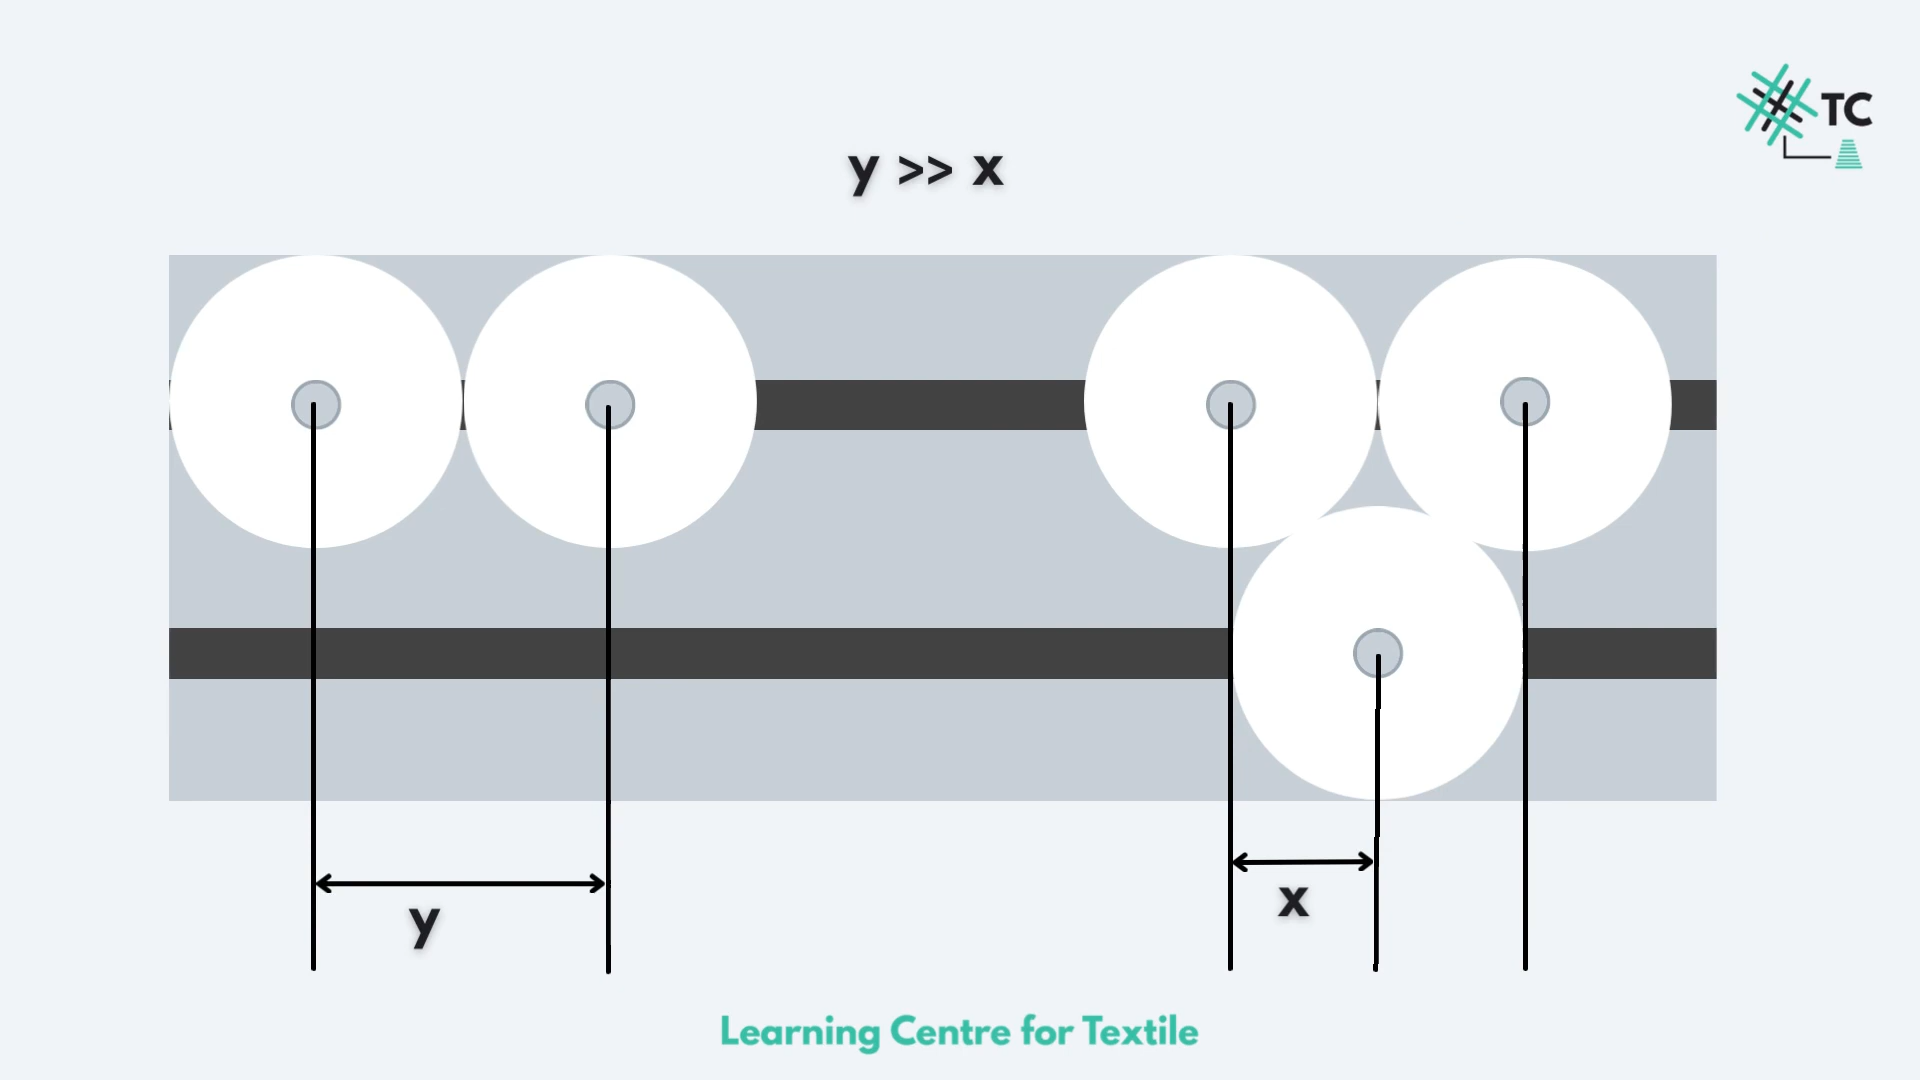 TC
y >> x
y
x
Learning Centre for Textile